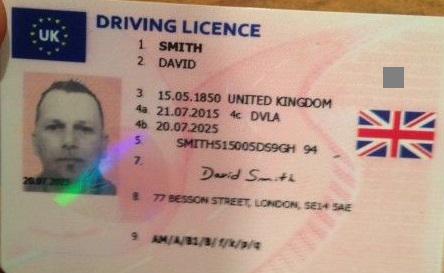 UK DRIVING LICENCE
1 SMITH
2 DAVID
3 15.05.1850 UNITED KINGDOM
4a 21.07.2015 4c DVLA
4b 20.07.2025
5. SMITH515005DS9GH 94
7. David Smith
8 77 BESSON STREET, LONDON, SE14 5AE
9 AM/A/B1/B/f/k/p/q
20.07.2025